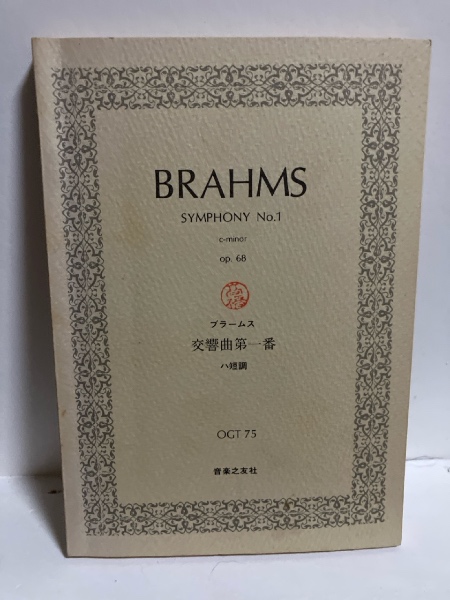 BRAHMS
SYMPHONY No.1
c-minor
op. 68
ブラームス
交響曲第一番
ハ短調
OGT 75
音楽之友社